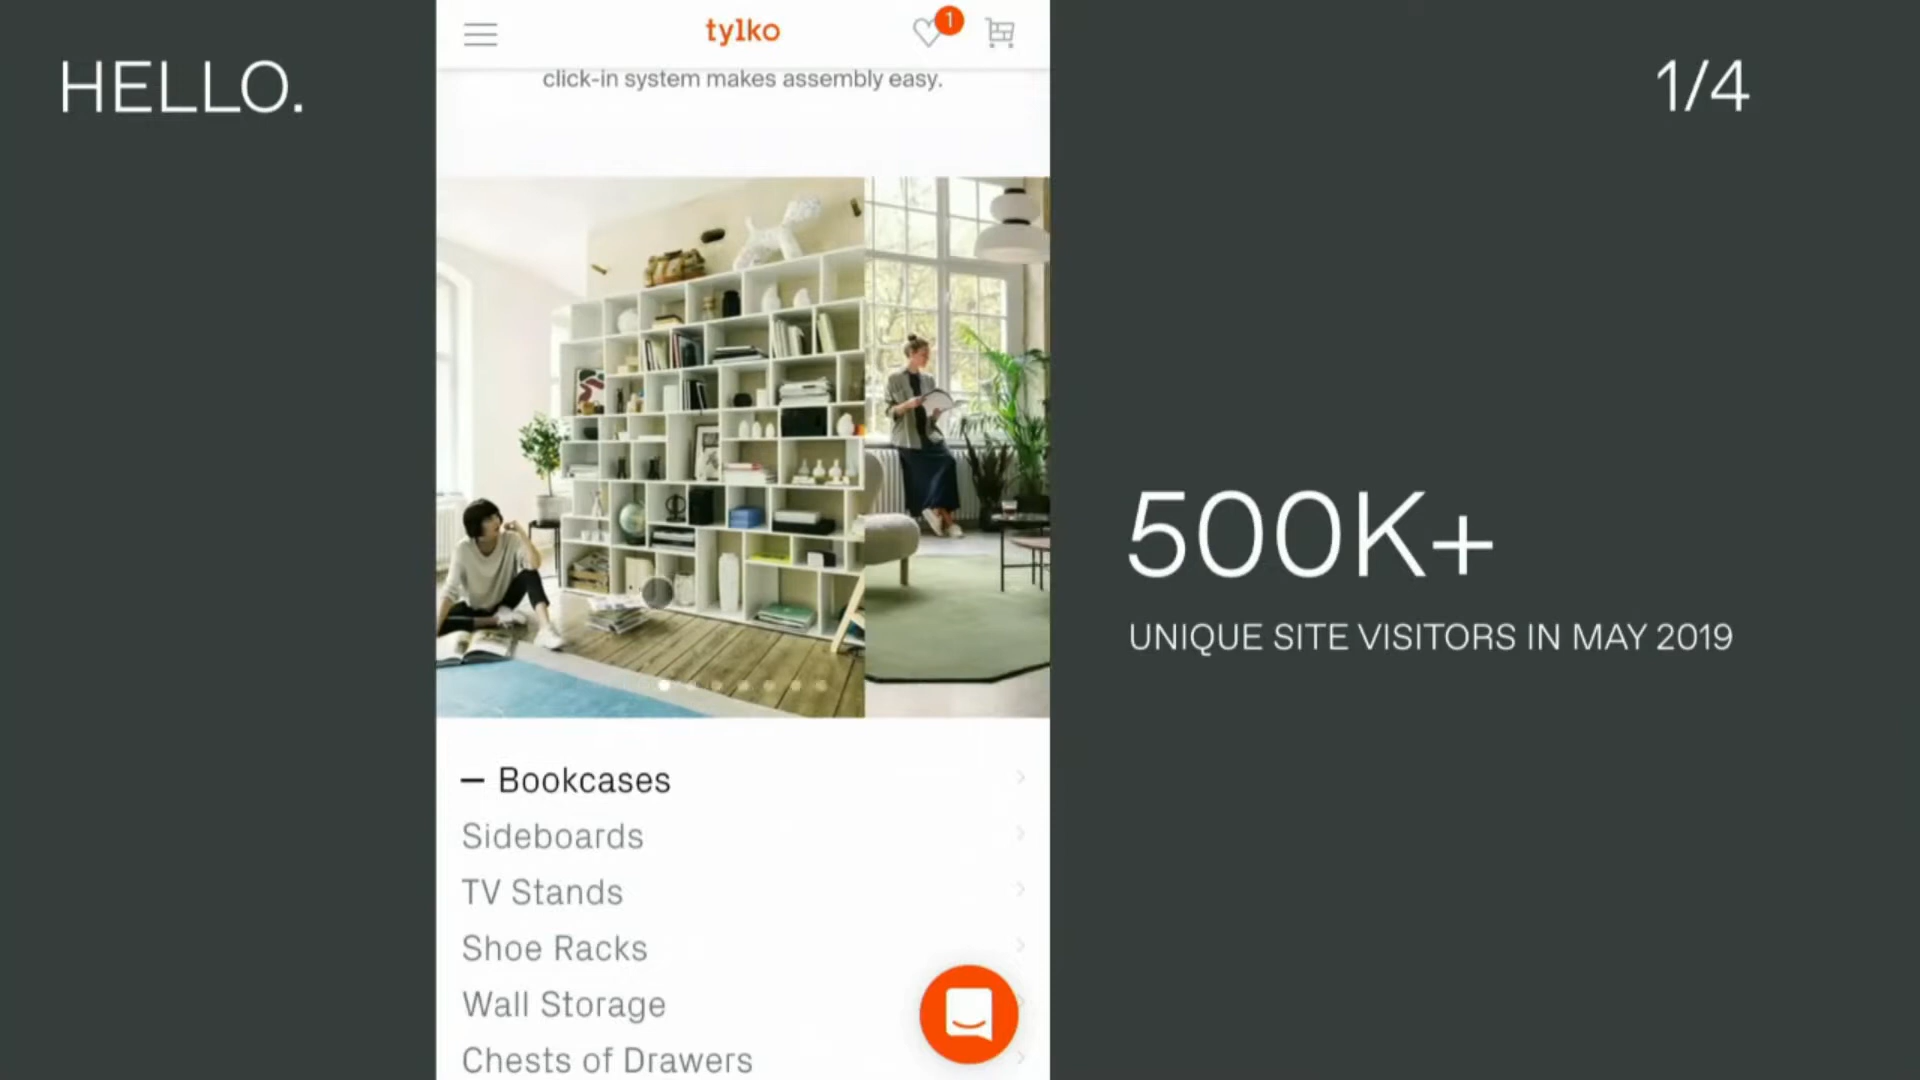 HELLO.
1/4
tylko
1
click-in system makes assembly easy.
500K+
UNIQUE SITE VISITORS IN MAY 2019
Bookcases
Sideboards
TV Stands
Shoe Racks
Wall Storage
Chests of Drawers